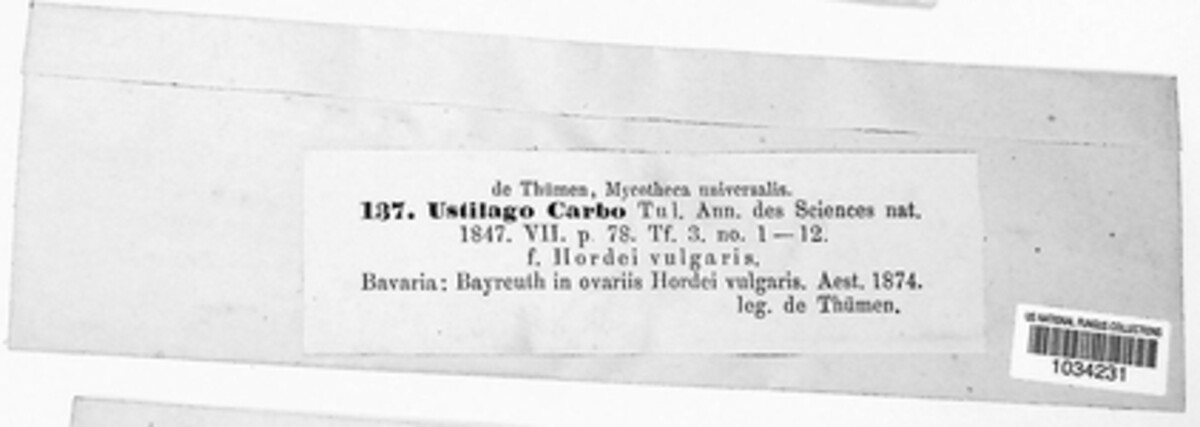 de Thümen, Mycotheca universalis.
137. Ustilago Carbo Tul. Ann. des Sciences nat.
1847. VII. p. 78. Tf. 3. no. 1—12.
f. Hordei vulgaris.
Bavaria: Bayreuth in ovariis Hordei vulgaris. Aest. 1874.
leg. de Thümen.
US NATIONAL FUNGUS COLLECTIONS
1034231